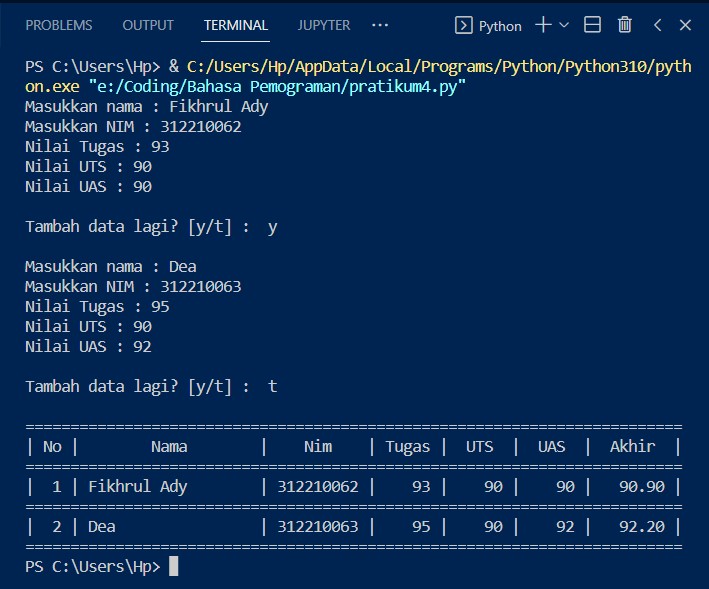 PROBLEMS OUTPUT TERMINAL JUPYTER ··· Python
PS C:\Users\Hp> & C:/Users/Hp/AppData/Local/Programs/Python/Python310/pyth
on.exe "e:/Coding/Bahasa Pemograman/pratikum4.py"
Masukkan nama : Fikhrul Ady
Masukkan NIM : 312210062
Nilai Tugas : 93
Nilai UTS : 90
Nilai UAS : 90
Tambah data lagi? [y/t] :  y
Masukkan nama : Dea
Masukkan NIM : 312210063
Nilai Tugas : 95
Nilai UTS : 90
Nilai UAS : 92
Tambah data lagi? [y/t] :  t
=========================================================================
| No |        Nama        |    Nim    | Tugas |  UTS  |  UAS  |  Akhir  |
=========================================================================
|  1 | Fikhrul Ady        | 312210062 |    93 |    90 |    90 |   90.90 |
=========================================================================
|  2 | Dea                | 312210063 |    95 |    90 |    92 |   92.20 |
=========================================================================
PS C:\Users\Hp>